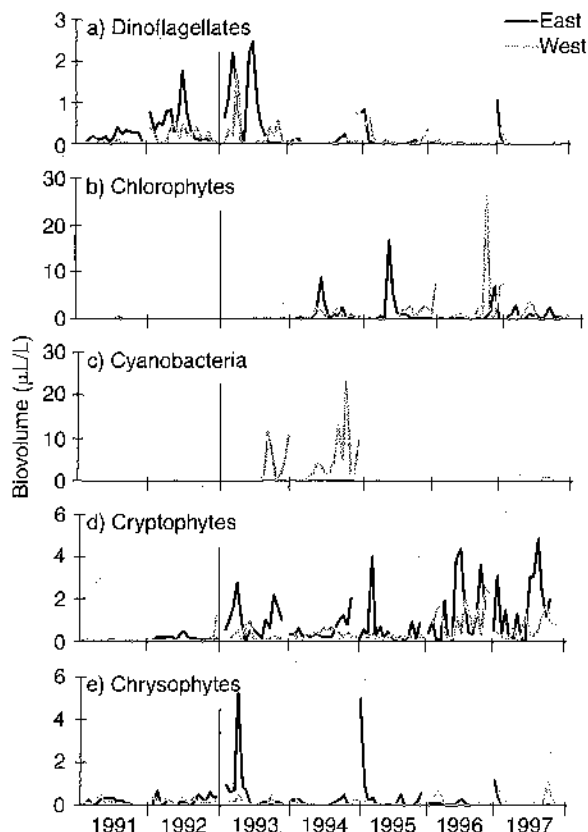 East
West
a) Dinoflagellates
3
2
1
0
b) Chlorophytes
30
20
10
0
c) Cyanobacteria
30
20
10
0
Biovolume (µL/L)
d) Cryptophytes
6
4
2
0
e) Chrysophytes
6
4
2
0
1991 1992 1993 1994 1995 1996 1997